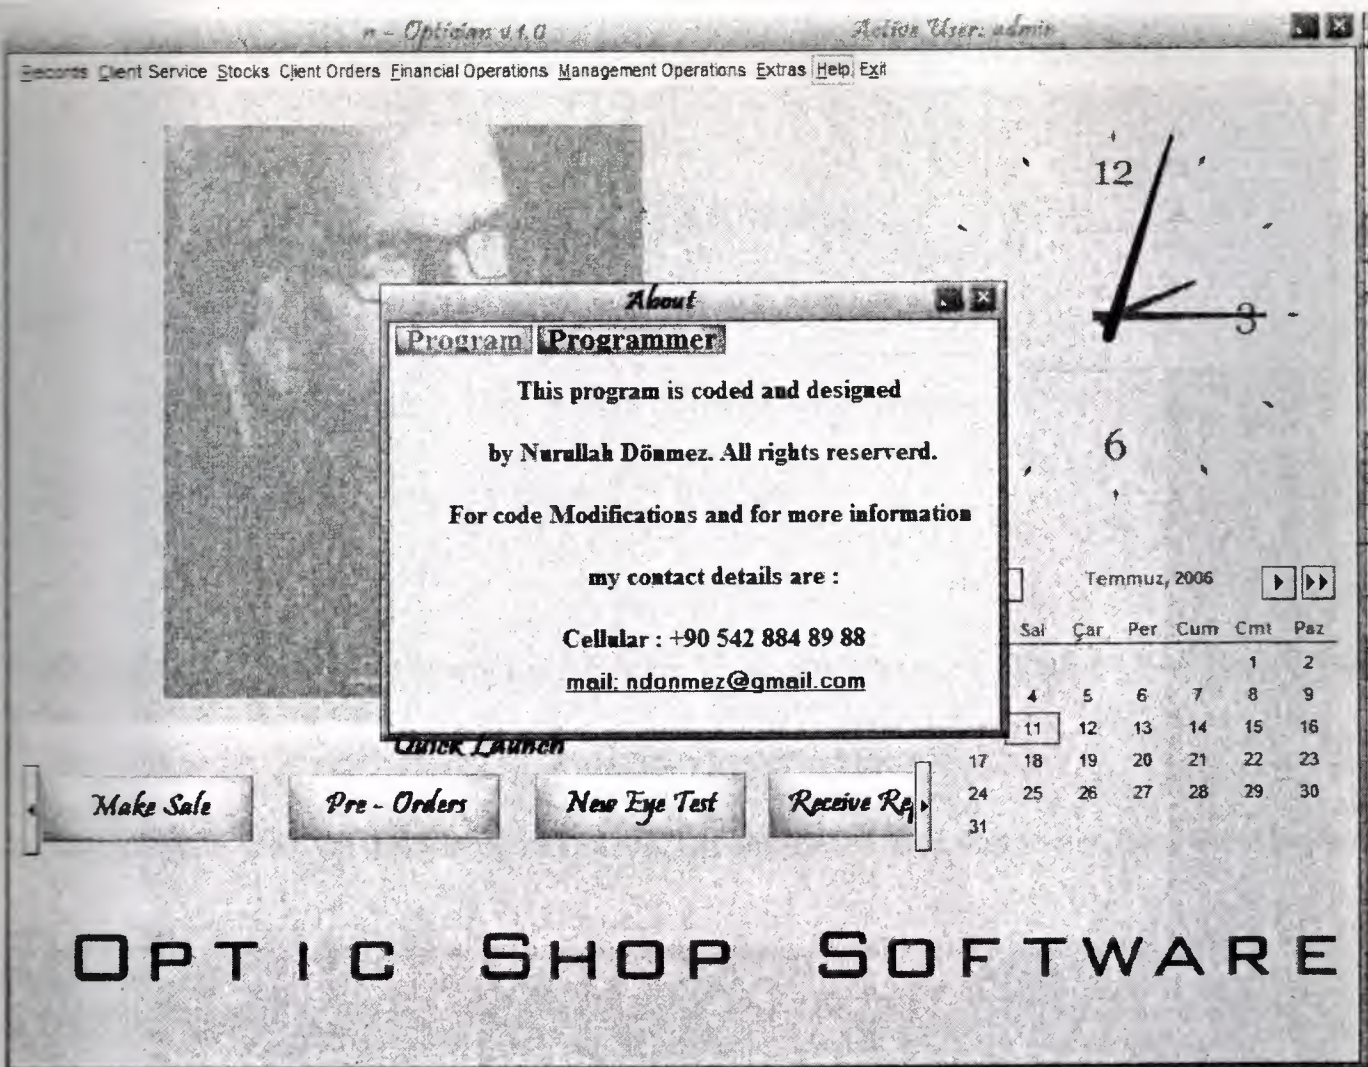 n - Optician v.1.0
Active User: admin
Records Client Service Stocks Client Orders Financial Operations Management Operations Extras Help Exit
12
3
6
About
Program Programmer
This program is coded and designed
by Nurullah Dönmez. All rights reserverd.
For code Modifications and for more information
my contact details are :
Cellular : +90 542 884 89 88
mail: ndonmez@gmail.com
Temmuz, 2006
Sal Çar Per Cum Cmt Paz
1 2
4 5 6 7 8 9
11 12 13 14 15 16
17 18 19 20 21 22 23
24 25 26 27 28 29 30
31
Quick Launch
Make Sale
Pre - Orders
New Eye Test
Receive Rep
OPTIC SHOP SOFTWARE